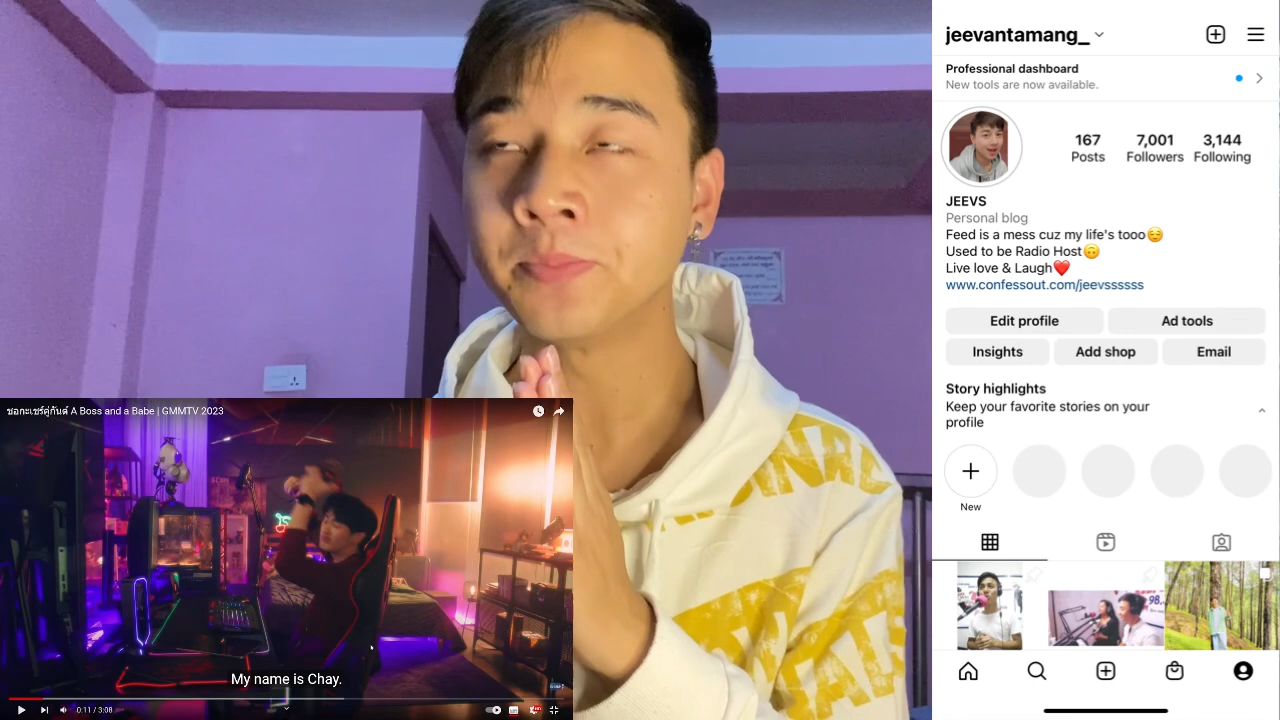 jeevantamang_
Professional dashboard
New tools are now available.
167
Posts
7,001
Followers
3,144
Following
JEEVS
Personal blog
Feed is a mess cuz my life's tooo😌
Used to be Radio Host🙃
Live love & Laugh❤️
www.confessout.com/jeevssssss
Edit profile
Ad tools
Insights
Add shop
Email
Story highlights
Keep your favorite stories on your
profile
New
98.
ชอกะเชร์คู่กันต์ A Boss and a Babe | GMMTV 2023
My name is Chay.
0:11 / 3:08